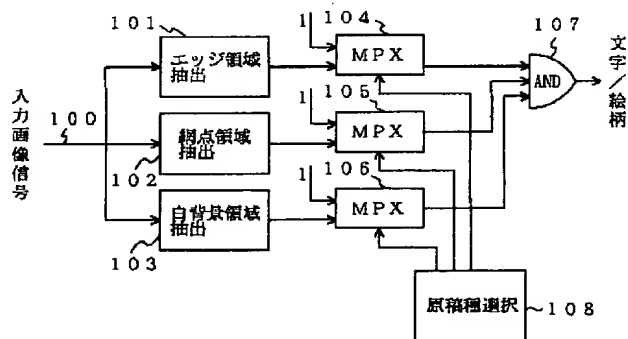 101
エッジ領域
抽出
1
104
MPX
107
AND
文字/絵柄
入力画像信号
100
網点領域
抽出
102
1
105
MPX
白背景領域
抽出
103
1
106
MPX
原稿種選択
108